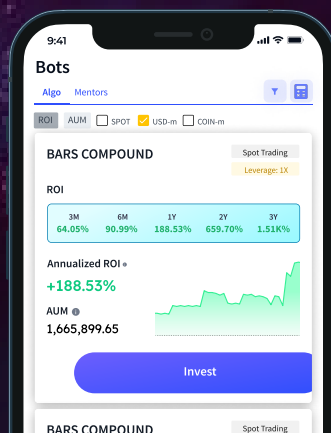 9:41
Bots
Algo Mentors
ROI AUM SPOT USD-m COIN-m
BARS COMPOUND Spot Trading
Leverage: 1X
ROI
3M 6M 1Y 2Y 3Y
64.05% 90.99% 188.53% 659.70% 1.51K%
Annualized ROI
+188.53%
AUM
1,665,899.65
Invest
BARS COMPOUND Spot Trading